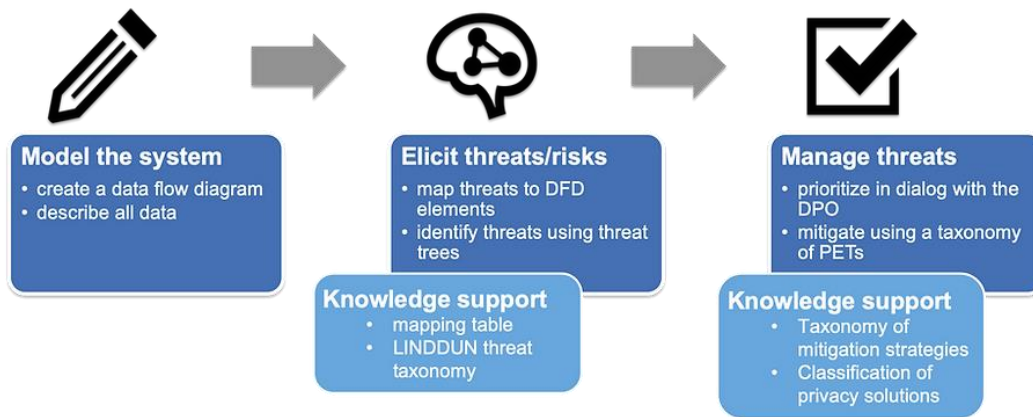 Model the system
• create a data flow diagram
• describe all data
Elicit threats/risks
• map threats to DFD
elements
• identify threats using threat
trees
Knowledge support
• mapping table
• LINDDUN threat
taxonomy
Manage threats
• prioritize in dialog with the
DPO
• mitigate using a taxonomy
of PETs
Knowledge support
• Taxonomy of
mitigation strategies
• Classification of
privacy solutions